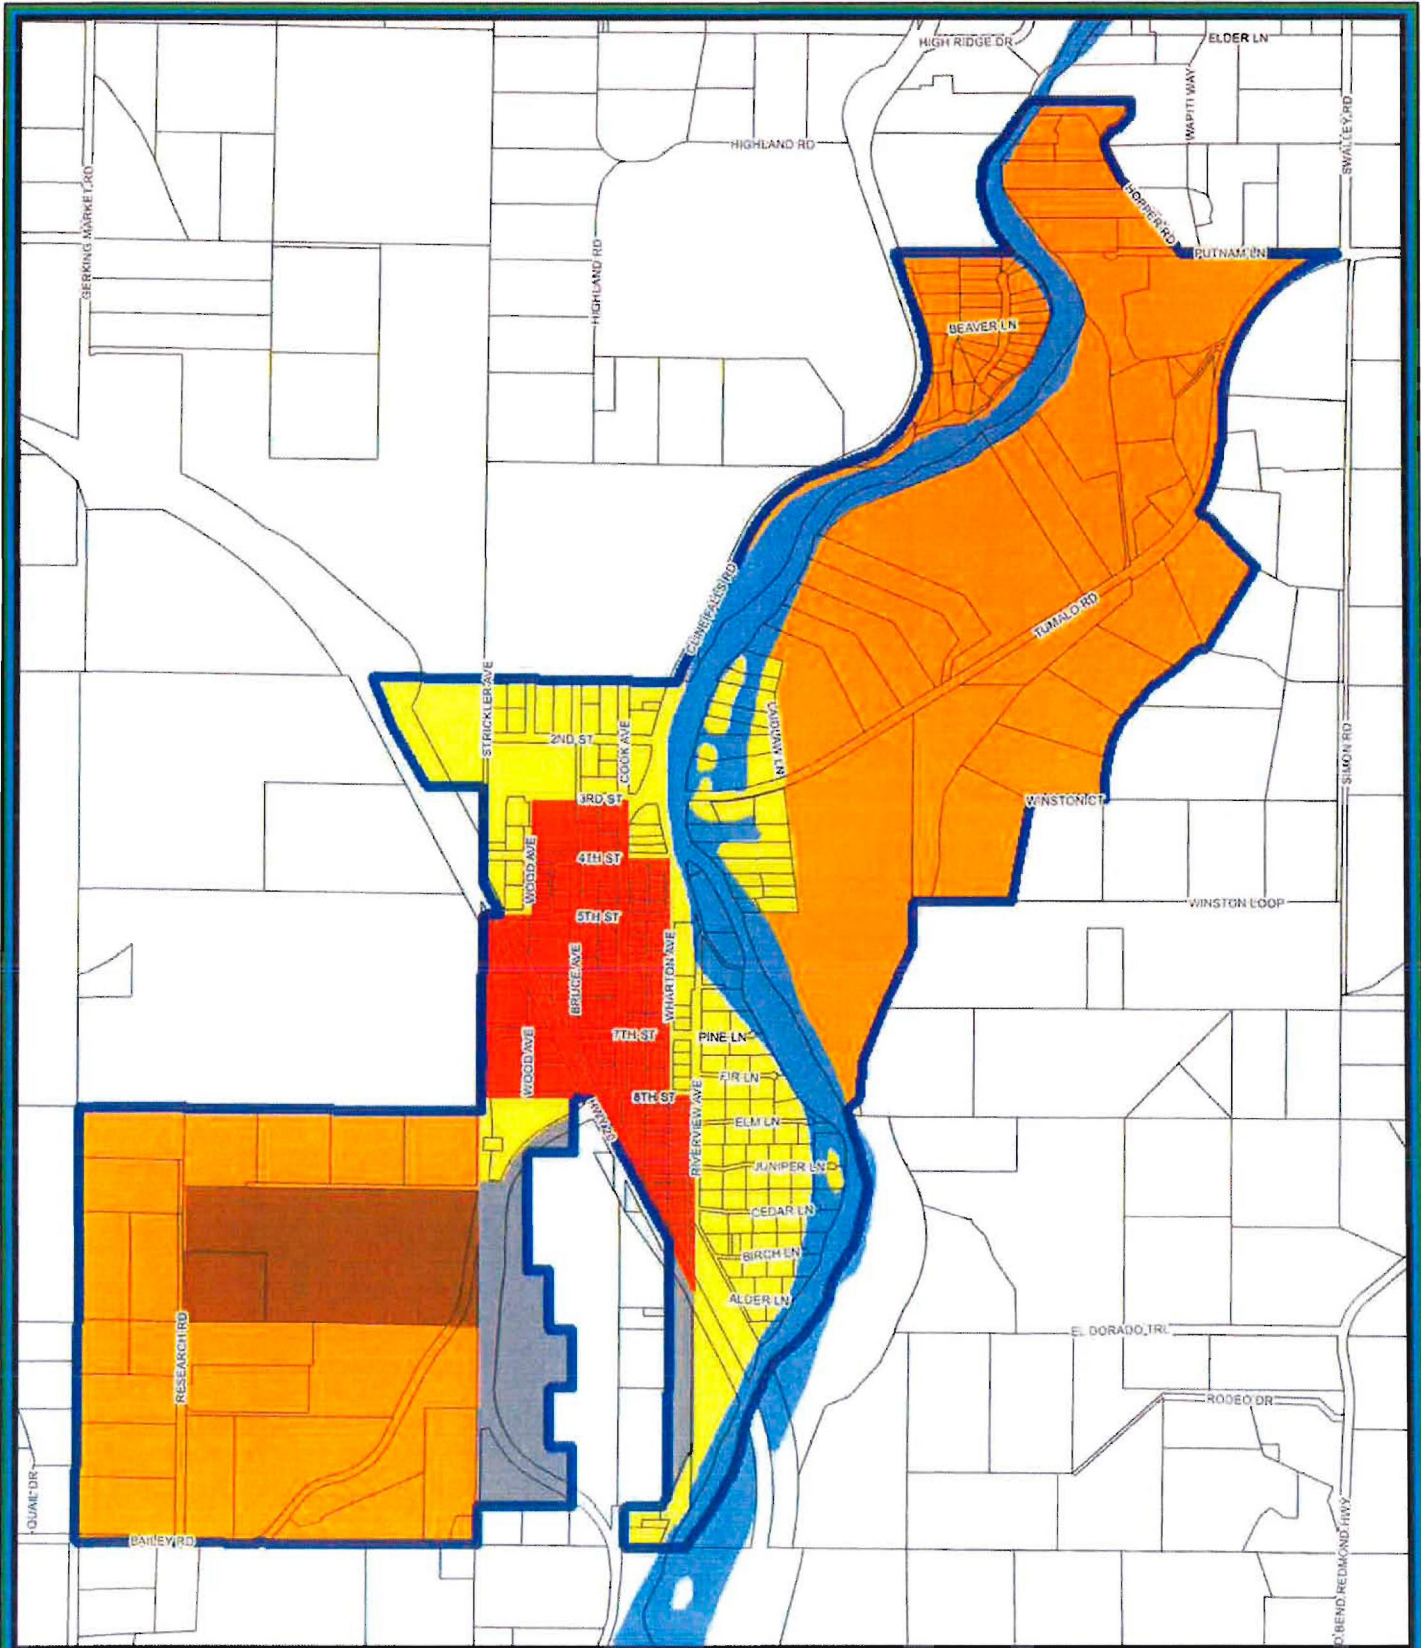 HIGH RIDGE DR
ELDER LN
WAPITI WAY
SWALLEY RD
HIGHLAND RD
GERKING MARKET RD
HOPPER RD
HIGHLAND RD
PUTNAM LN
BEAVER LN
CLINE FALLS RD
TUMALO RD
STRICKLER AVE
2ND ST
COOK AVE
LAIDLAW LN
SIMON RD
3RD ST
WINSTON CT
WOOD AVE
4TH ST
WINSTON LOOP
5TH ST
BRUCE AVE
WHARTON AVE
7TH ST
PINE LN
WOOD AVE
FIR LN
8TH ST
HWY 20
RIVERVIEW AVE
ELM LN
JUNIPER LN
CEDAR LN
BIRCH LN
ALDER LN
EL DORADO TRL
RESEARCH RD
RODEO DR
QUAIL DR
BAILEY RD
O BEND REDMOND HWY